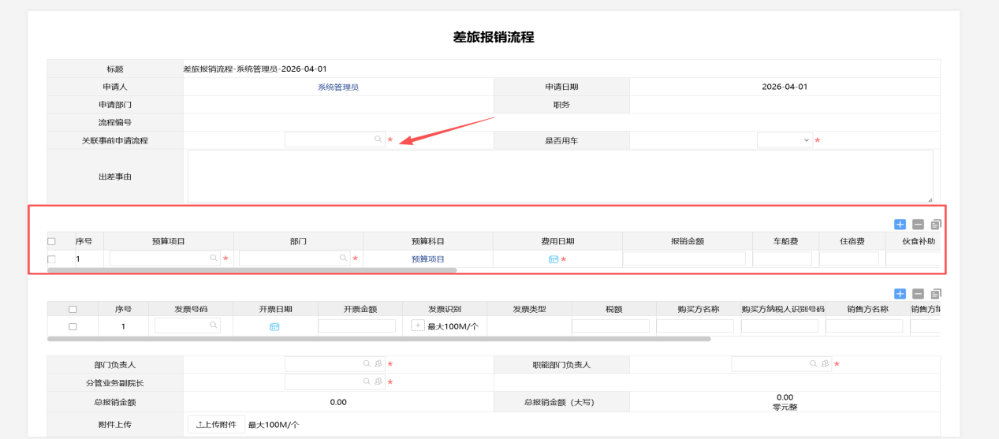 差旅报销流程
标题 差旅报销流程-系统管理员-2026-04-01
申请人 系统管理员 申请日期 2026-04-01
申请部门 职务
流程编号
关联事前申请流程 * 是否用车 *
出差事由
序号 预算项目 部门 预算科目 费用日期 报销金额 车船费 住宿费 伙食补助
1 * * 预算项目 *
序号 发票号码 开票日期 开票金额 发票识别 发票类型 税额 购买方名称 购买方纳税人识别号码 销售方名称 销售方
1 + 最大100M/个
部门负责人 * 职能部门负责人 *
分管业务副院长 *
总报销金额 0.00 总报销金额（大写） 0.00
零元整
附件上传 上传附件 最大100M/个